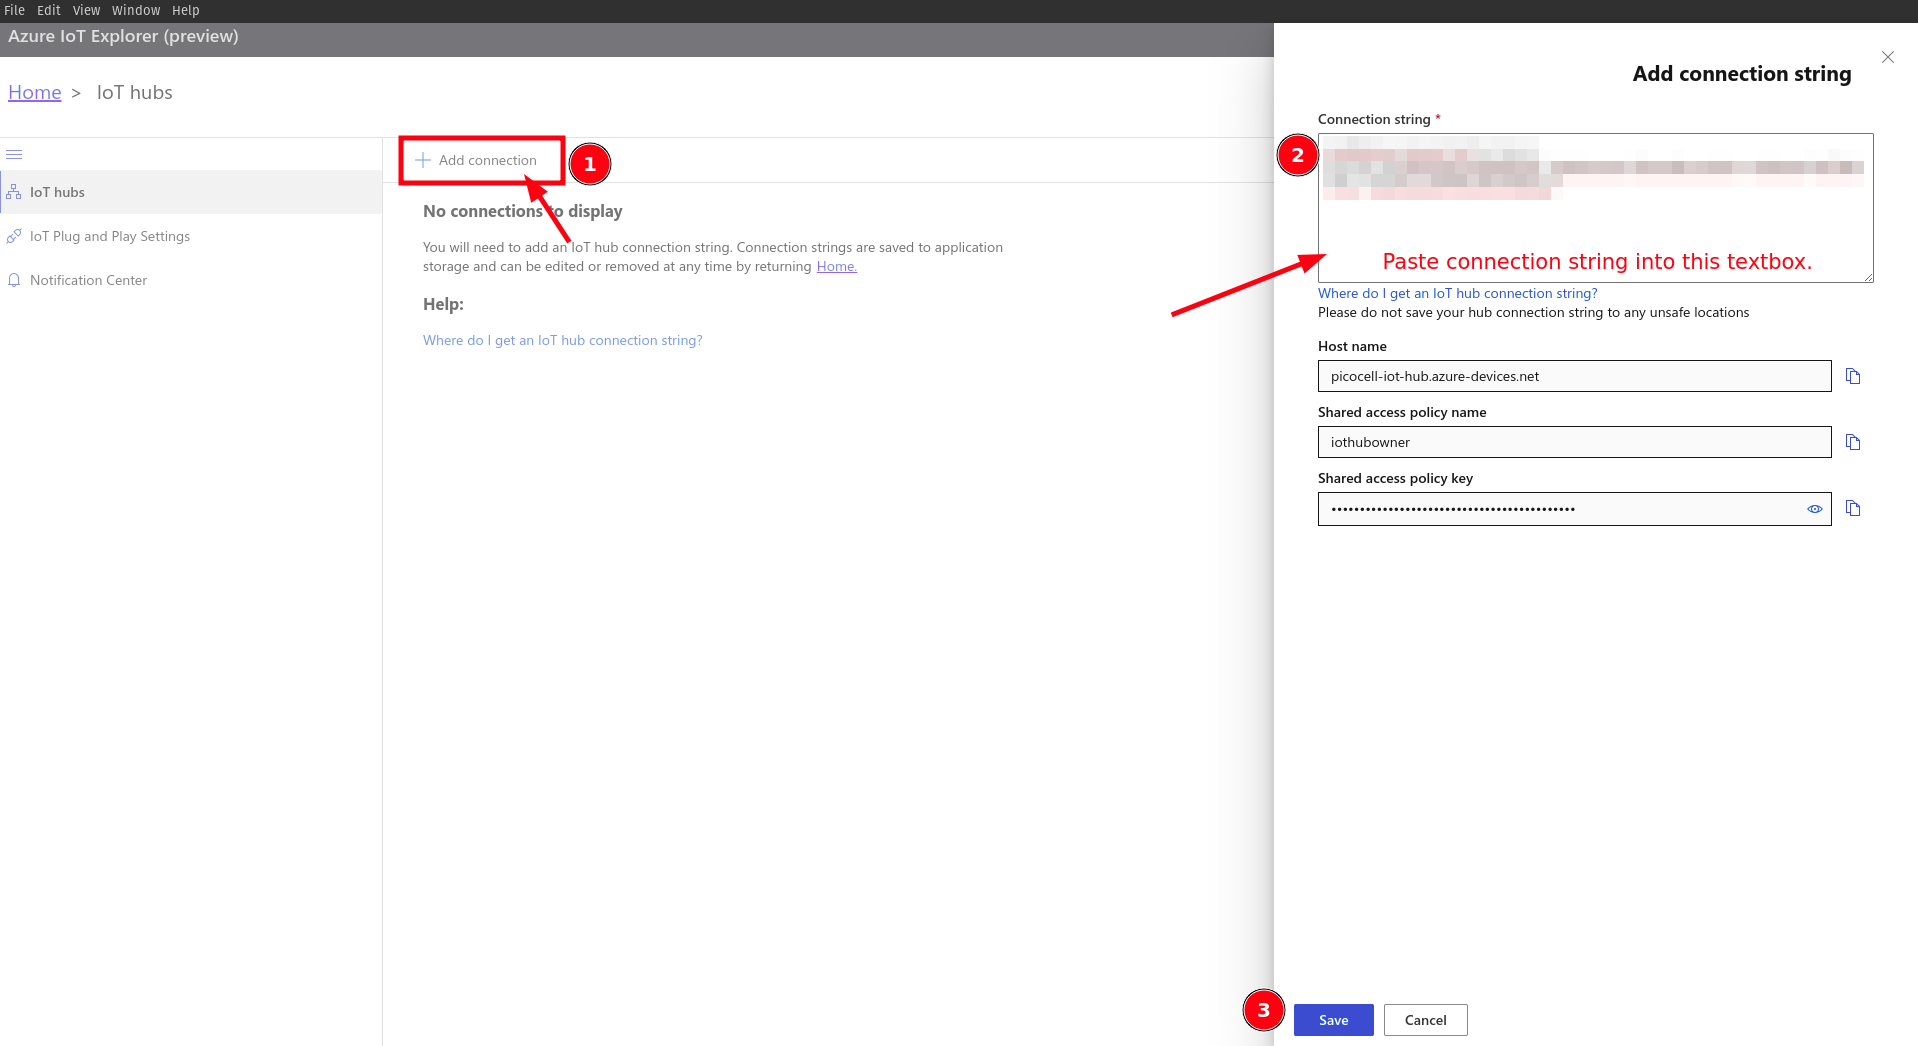 File Edit View Window Help
Azure IoT Explorer (preview)
Home > IoT hubs
IoT hubs
IoT Plug and Play Settings
Notification Center
Add connection
1
No connections to display
You will need to add an IoT hub connection string. Connection strings are saved to application
storage and can be edited or removed at any time by returning Home.
Help:
Where do I get an IoT hub connection string?
Add connection string
Connection string *
2
Paste connection string into this textbox.
Where do I get an IoT hub connection string?
Please do not save your hub connection string to any unsafe locations
Host name
picocell-iot-hub.azure-devices.net
Shared access policy name
iothubowner
Shared access policy key
•••••••••••••••••••••••••••••••••••••••••••
3
Save
Cancel